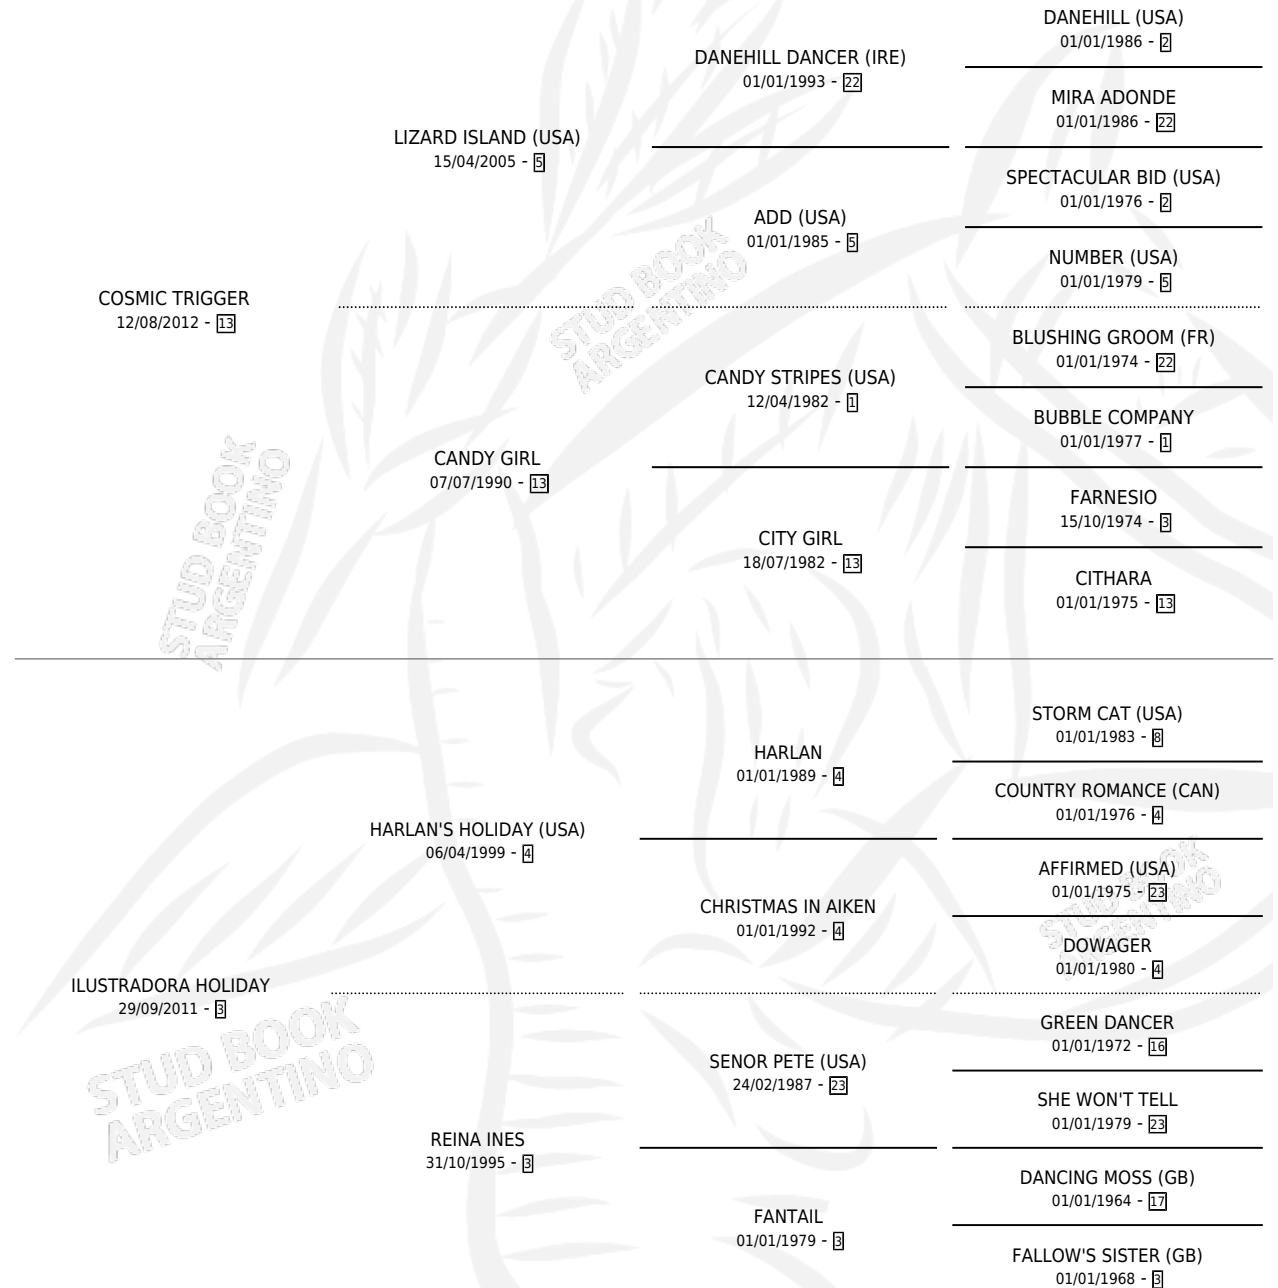 DANEHILL (USA)
01/01/1986 - 2
DANEHILL DANCER (IRE)
01/01/1993 - 22
MIRA ADONDE
01/01/1986 - 22
LIZARD ISLAND (USA)
15/04/2005 - 5
SPECTACULAR BID (USA)
01/01/1976 - 2
ADD (USA)
01/01/1985 - 5
NUMBER (USA)
01/01/1979 - 5
COSMIC TRIGGER
12/08/2012 - 13
STUD BOOK
ARGENTINO
BLUSHING GROOM (FR)
01/01/1974 - 22
CANDY STRIPES (USA)
12/04/1982 - 1
BUBBLE COMPANY
01/01/1977 - 1
CANDY GIRL
07/07/1990 - 13
FARNESIO
15/10/1974 - 3
CITY GIRL
18/07/1982 - 13
CITHARA
01/01/1975 - 13
STUD BOOK
ARGENTINO
STORM CAT (USA)
01/01/1983 - 8
HARLAN
01/01/1989 - 4
COUNTRY ROMANCE (CAN)
01/01/1976 - 4
HARLAN'S HOLIDAY (USA)
06/04/1999 - 4
AFFIRMED (USA)
01/01/1975 - 23
CHRISTMAS IN AIKEN
01/01/1992 - 4
STUD BOOK
ARGENTINO
DOWAGER
01/01/1980 - 4
ILUSTRADORA HOLIDAY
29/09/2011 - 3
STUD BOOK
ARGENTINO
GREEN DANCER
01/01/1972 - 16
SENOR PETE (USA)
24/02/1987 - 23
SHE WON'T TELL
01/01/1979 - 23
REINA INES
31/10/1995 - 3
DANCING MOSS (GB)
01/01/1964 - 17
FANTAIL
01/01/1979 - 3
FALLOW'S SISTER (GB)
01/01/1968 - 3